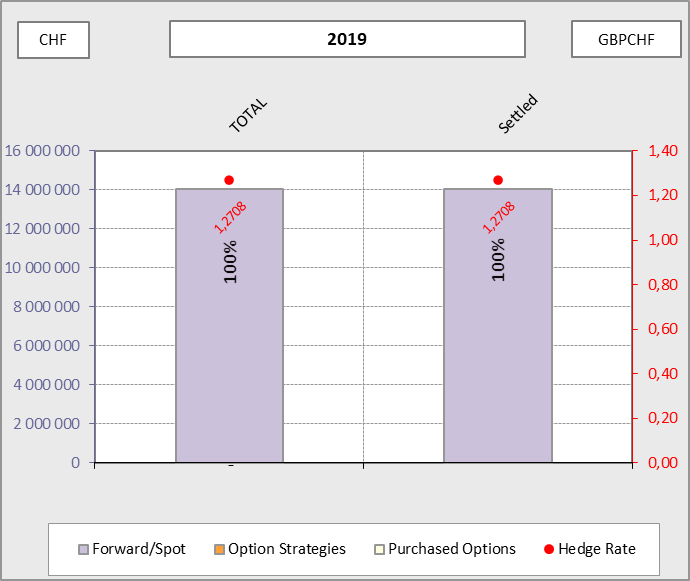 CHF
2019
GBPCHF
TOTAL
Settled
16 000 000
14 000 000
12 000 000
10 000 000
8 000 000
6 000 000
4 000 000
2 000 000
0
1,2708
100%
1,2708
100%
-
1,40
1,20
1,00
0,80
0,60
0,40
0,20
0,00
Forward/Spot
Option Strategies
Purchased Options
Hedge Rate